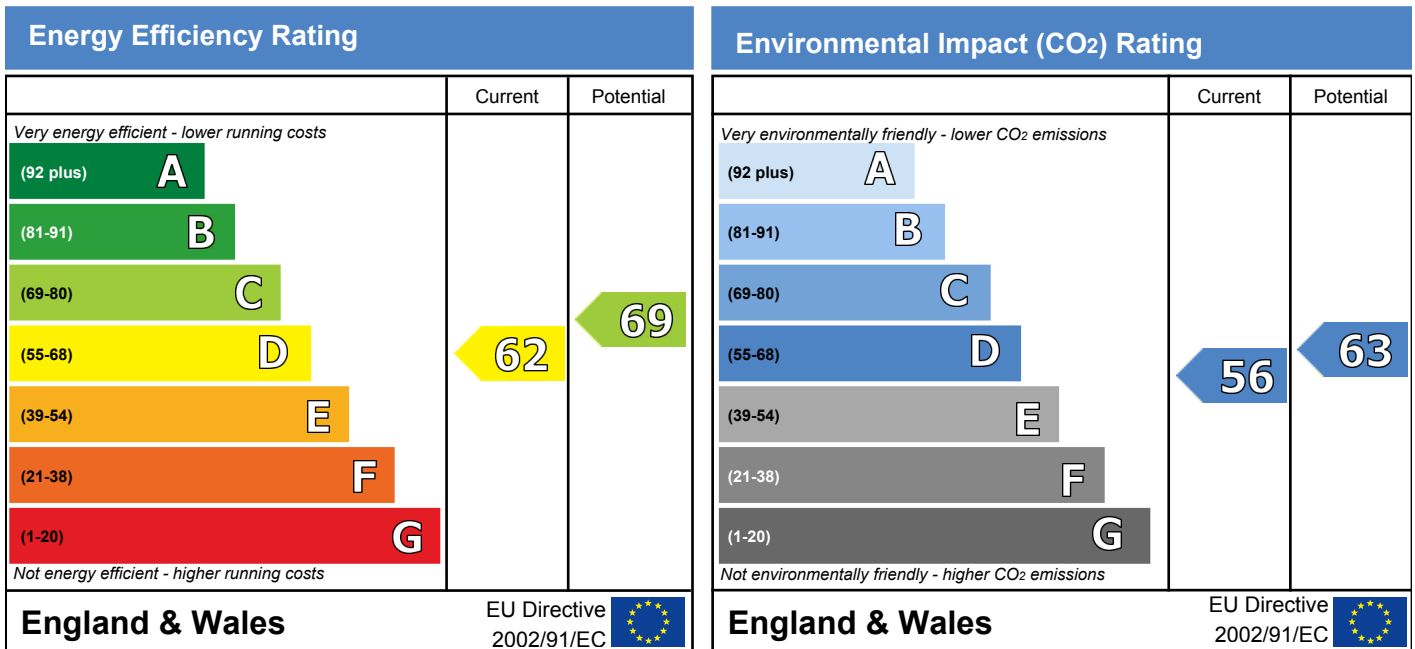 Energy Efficiency Rating
Current Potential
Very energy efficient - lower running costs
(92 plus) A
(81-91) B
(69-80) C
(55-68) D
(39-54) E
(21-38) F
(1-20) G
62
69
Not energy efficient - higher running costs
England & Wales
EU Directive
2002/91/EC
Environmental Impact (CO2) Rating
Current Potential
Very environmentally friendly - lower CO2 emissions
(92 plus) A
(81-91) B
(69-80) C
(55-68) D
(39-54) E
(21-38) F
(1-20) G
56
63
Not environmentally friendly - higher CO2 emissions
England & Wales
EU Directive
2002/91/EC